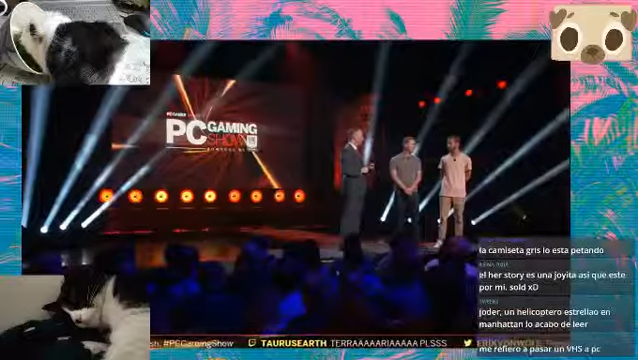 PC GAMING
SHOW
la camiseta gris lo esta petando
el her story es una joyita asi que este
por mi. sold xD
joder, un helicoptero estrellao en
manhattan lo acabo de leer
me refiero a pasar un VHS a pc
sh. #PCGamingShow TAURUSEARTH TERRAAAAARIAAAAA PLSSS